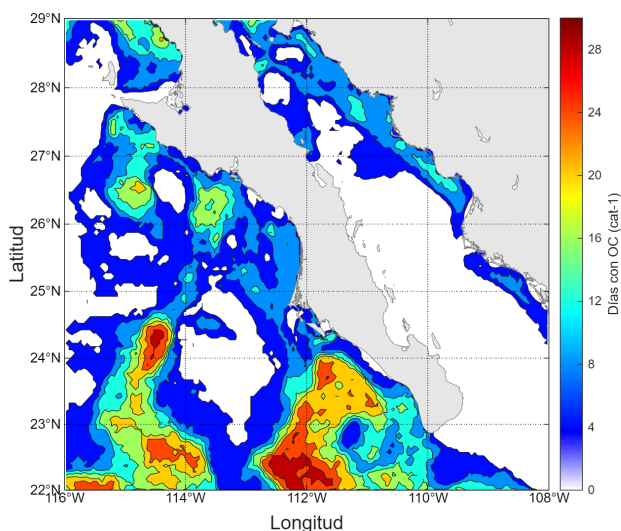 29°N
28°N
27°N
26°N
25°N
24°N
23°N
22°N
Latitud
116°W
114°W
112°W
110°W
108°W
Longitud
28
24
20
16
12
8
4
0
Días con OC (cat-1)